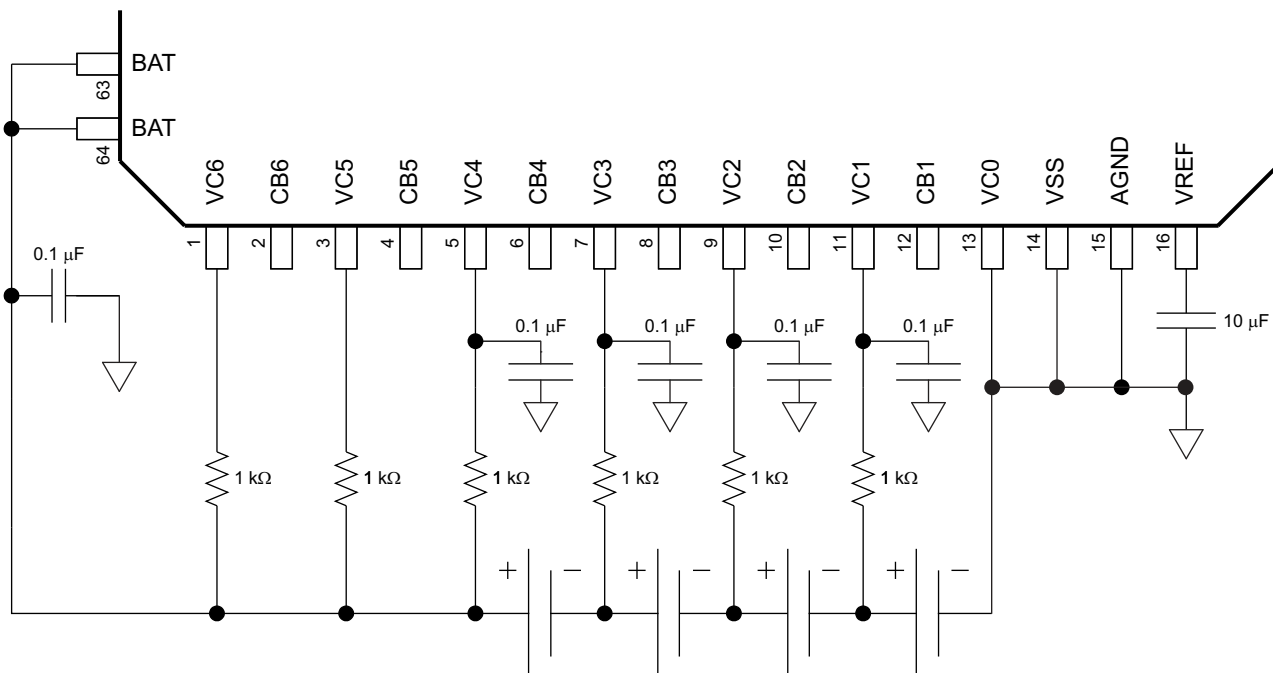 BAT
63
BAT
64
VC6
CB6
VC5
CB5
VC4
CB4
VC3
CB3
VC2
CB2
VC1
CB1
VC0
VSS
AGND
VREF
1
2
3
4
5
6
7
8
9
10
11
12
13
14
15
16
0.1 μF
0.1 μF
0.1 μF
0.1 μF
0.1 μF
10 μF
1 kΩ
1 kΩ
1 kΩ
1 kΩ
1 kΩ
1 kΩ
+ −
+ −
+ −
+ −